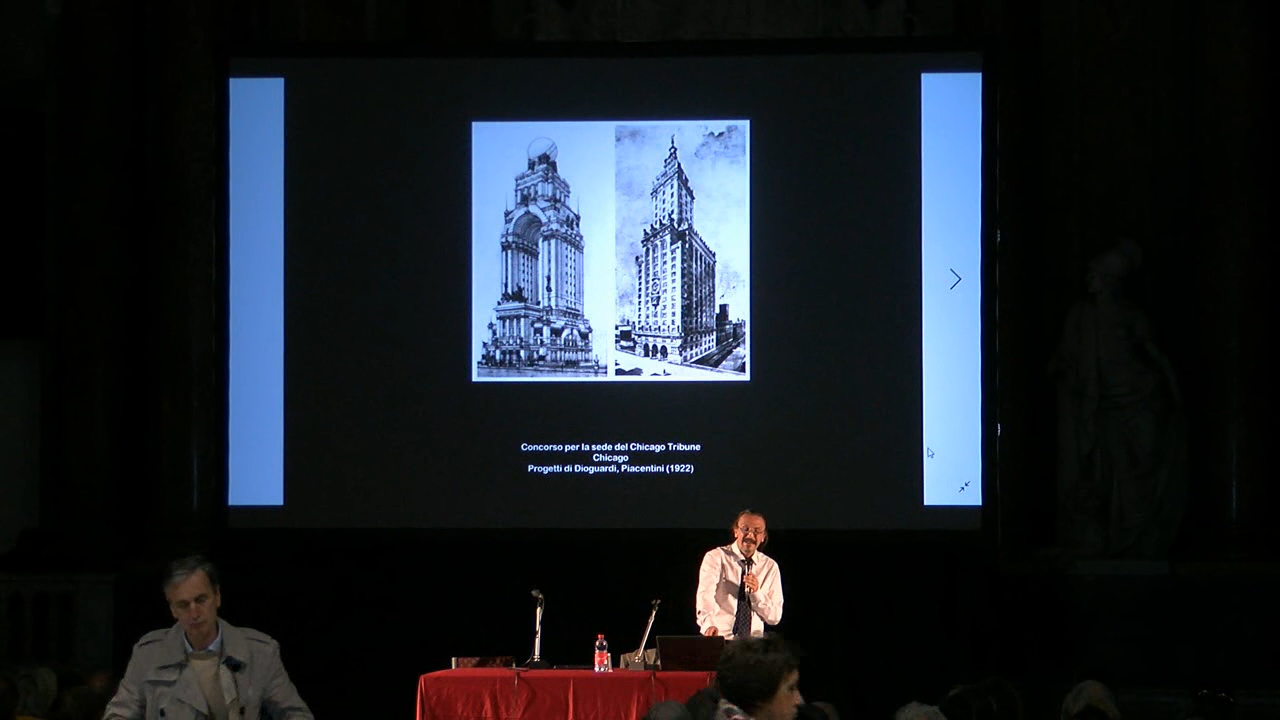 Concorso per la sede del Chicago Tribune
Chicago
Progetti di Dioguardi, Piacentini (1922)